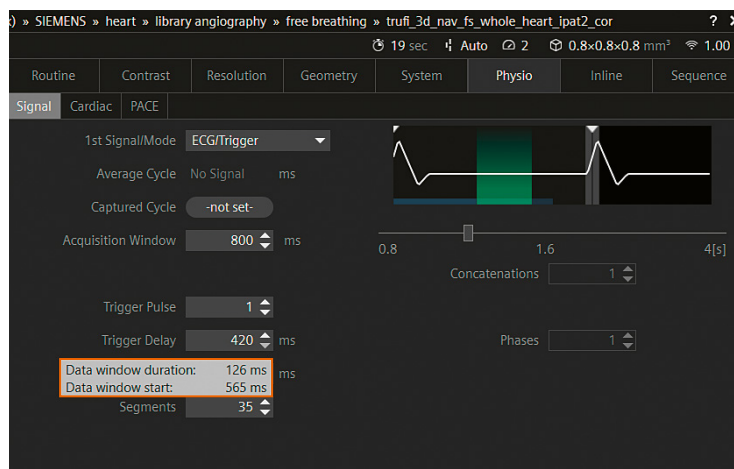 ) » SIEMENS » heart » library angiography » free breathing » trufi_3d_nav_fs_whole_heart_ipat2_cor ?
19 sec Auto 2 0.8×0.8×0.8 mm³ 1.00
Routine Contrast Resolution Geometry System Physio Inline Sequence
Signal Cardiac PACE
1st Signal/Mode ECG/Trigger
Average Cycle No Signal ms
Captured Cycle -not set-
Acquisition Window 800 ms
0.8 1.6 4[s]
Concatenations 1
Trigger Pulse 1
Trigger Delay 420 ms Phases 1
Data window duration: 126 ms ms
Data window start: 565 ms
Segments 35